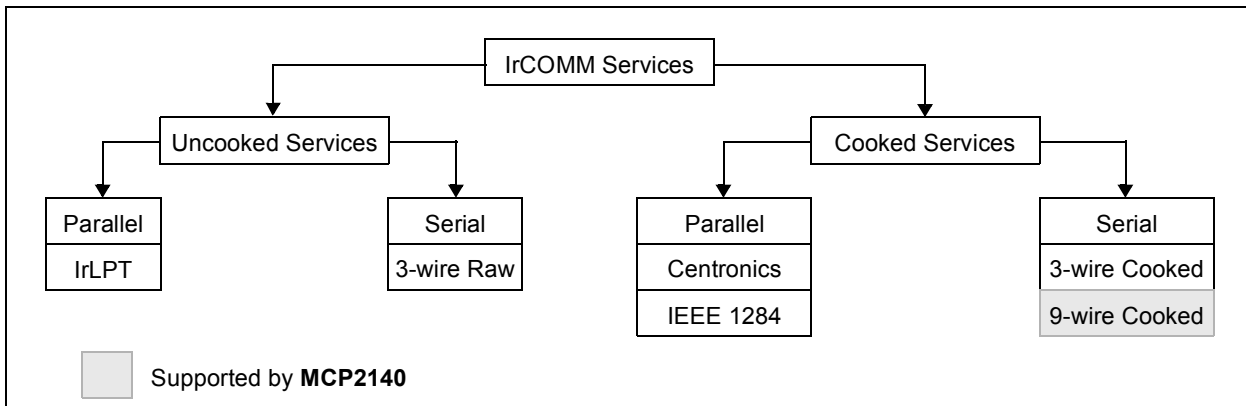 IrCOMM Services
Uncooked Services
Cooked Services
Parallel
IrLPT
Serial
3-wire Raw
Parallel
Centronics
IEEE 1284
Serial
3-wire Cooked
9-wire Cooked
Supported by MCP2140